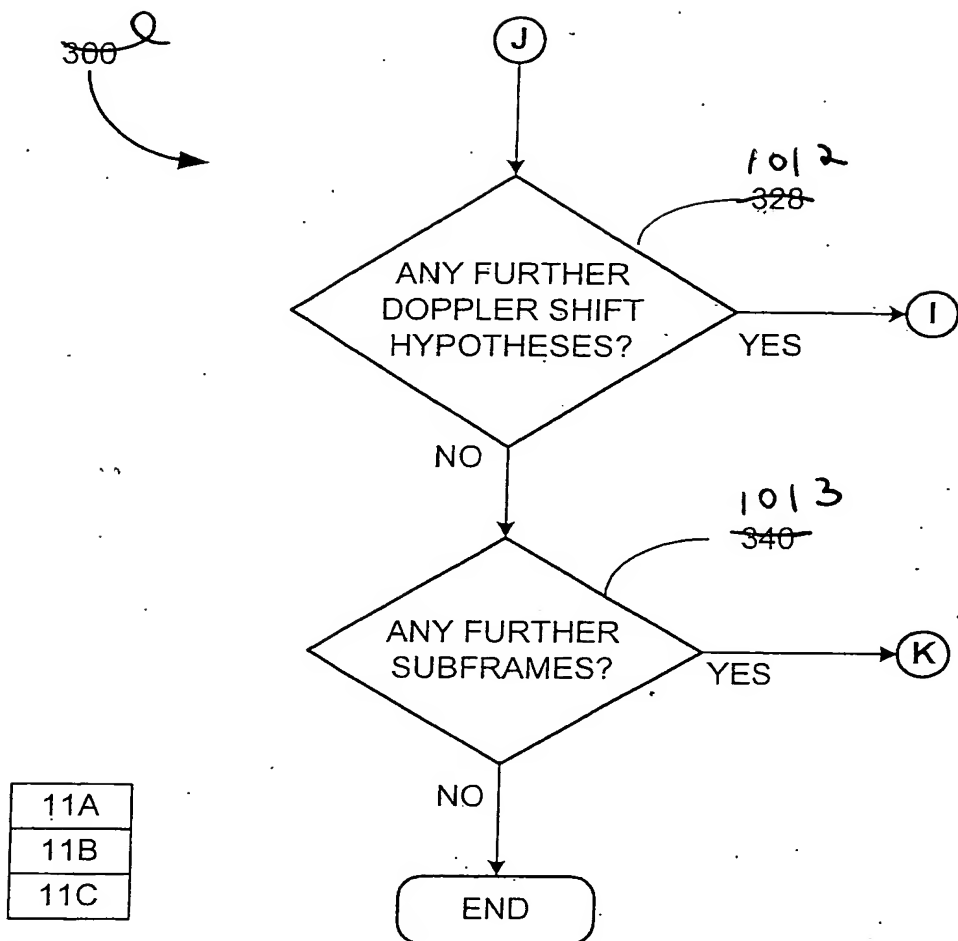 300
J
1012
328
ANY FURTHER
DOPPLER SHIFT
HYPOTHESES?
YES
I
NO
1013
340
ANY FURTHER
SUBFRAMES?
YES
K
NO
11A
11B
11C
END